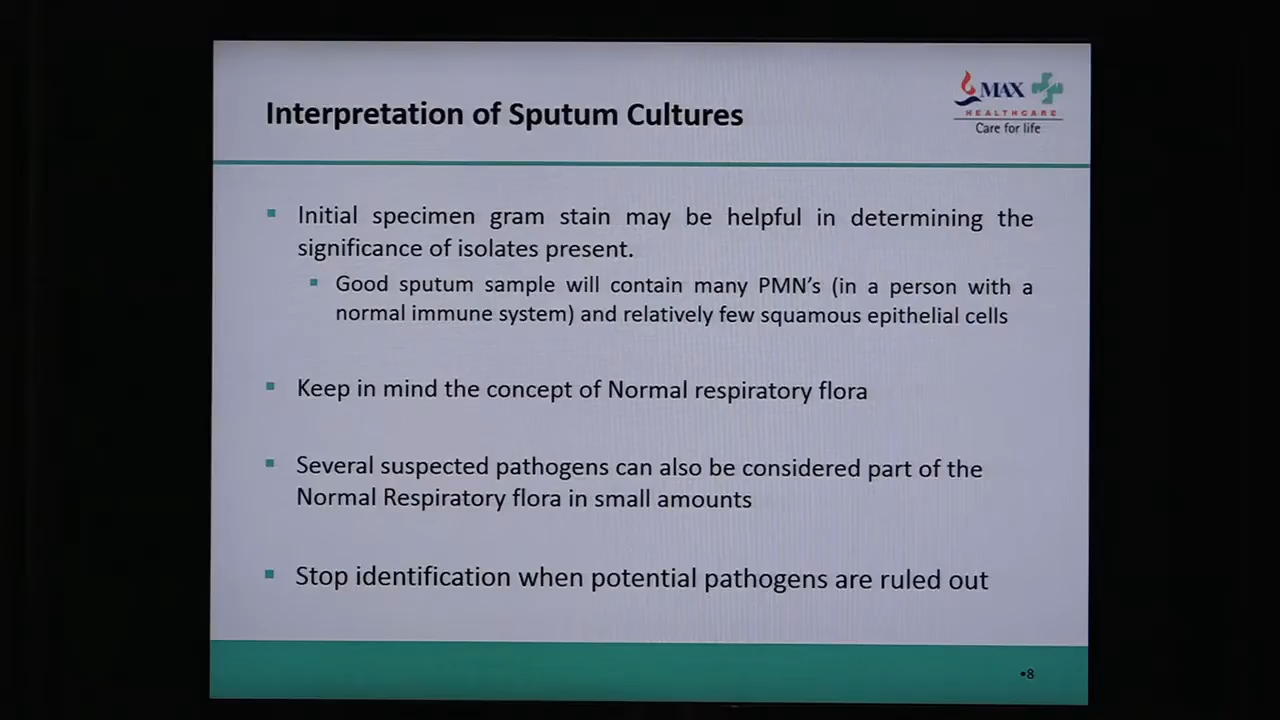 Interpretation of Sputum Cultures
MAX
HEALTHCARE
Care for life
▪ Initial specimen gram stain may be helpful in determining the
significance of isolates present.
▪ Good sputum sample will contain many PMN's (in a person with a
normal immune system) and relatively few squamous epithelial cells
▪ Keep in mind the concept of Normal respiratory flora
▪ Several suspected pathogens can also be considered part of the
Normal Respiratory flora in small amounts
▪ Stop identification when potential pathogens are ruled out
•8